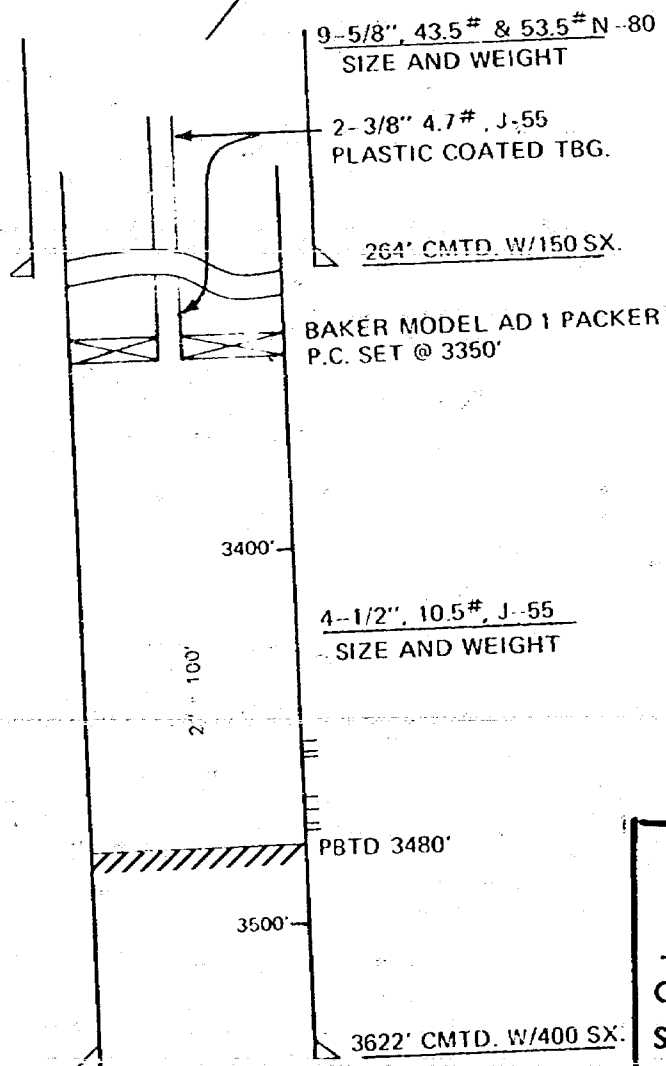 9-5/8", 43.5# & 53.5# N-80
SIZE AND WEIGHT
2-3/8" 4.7#, J-55
PLASTIC COATED TBG.
264' CMTD. W/150 SX.
BAKER MODEL AD 1 PACKER
P.C. SET @ 3350'
3400'
4-1/2", 10.5#, J-55
SIZE AND WEIGHT
2" - 100'
PBTD 3480'
3500'
3622' CMTD. W/400 SX.